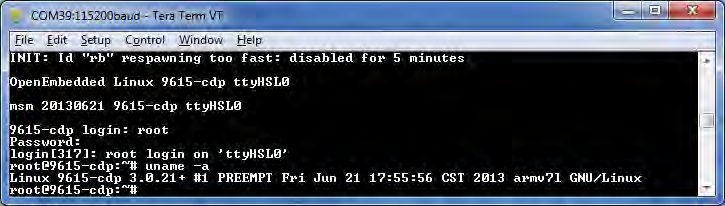 COM39:115200baud - Tera Term VT
File Edit Setup Control Window Help
INIT: Id "rb" respawning too fast: disabled for 5 minutes
OpenEmbedded Linux 9615-cdp ttyHSL0
msm 20130621 9615-cdp ttyHSL0
9615-cdp login: root
Password:
login[317]: root login on 'ttyHSL0'
root@9615-cdp:~# uname -a
Linux 9615-cdp 3.0.21+ #1 PREEMPT Fri Jun 21 17:55:56 CST 2013 armv7l GNU/Linux
root@9615-cdp:~#